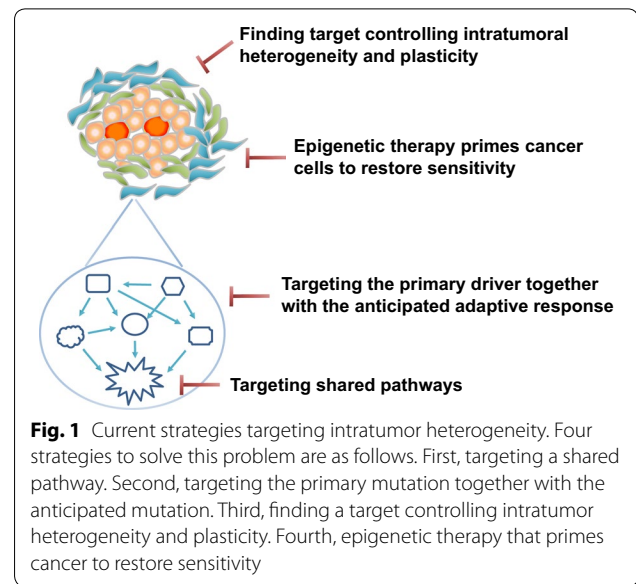 Finding target controlling intratumoral
heterogeneity and plasticity
Epigenetic therapy primes cancer
cells to restore sensitivity
Targeting the primary driver together
with the anticipated adaptive response
Targeting shared pathways
Fig. 1 Current strategies targeting intratumor heterogeneity. Four
strategies to solve this problem are as follows. First, targeting a shared
pathway. Second, targeting the primary mutation together with the
anticipated mutation. Third, finding a target controlling intratumor
heterogeneity and plasticity. Fourth, epigenetic therapy that primes
cancer to restore sensitivity